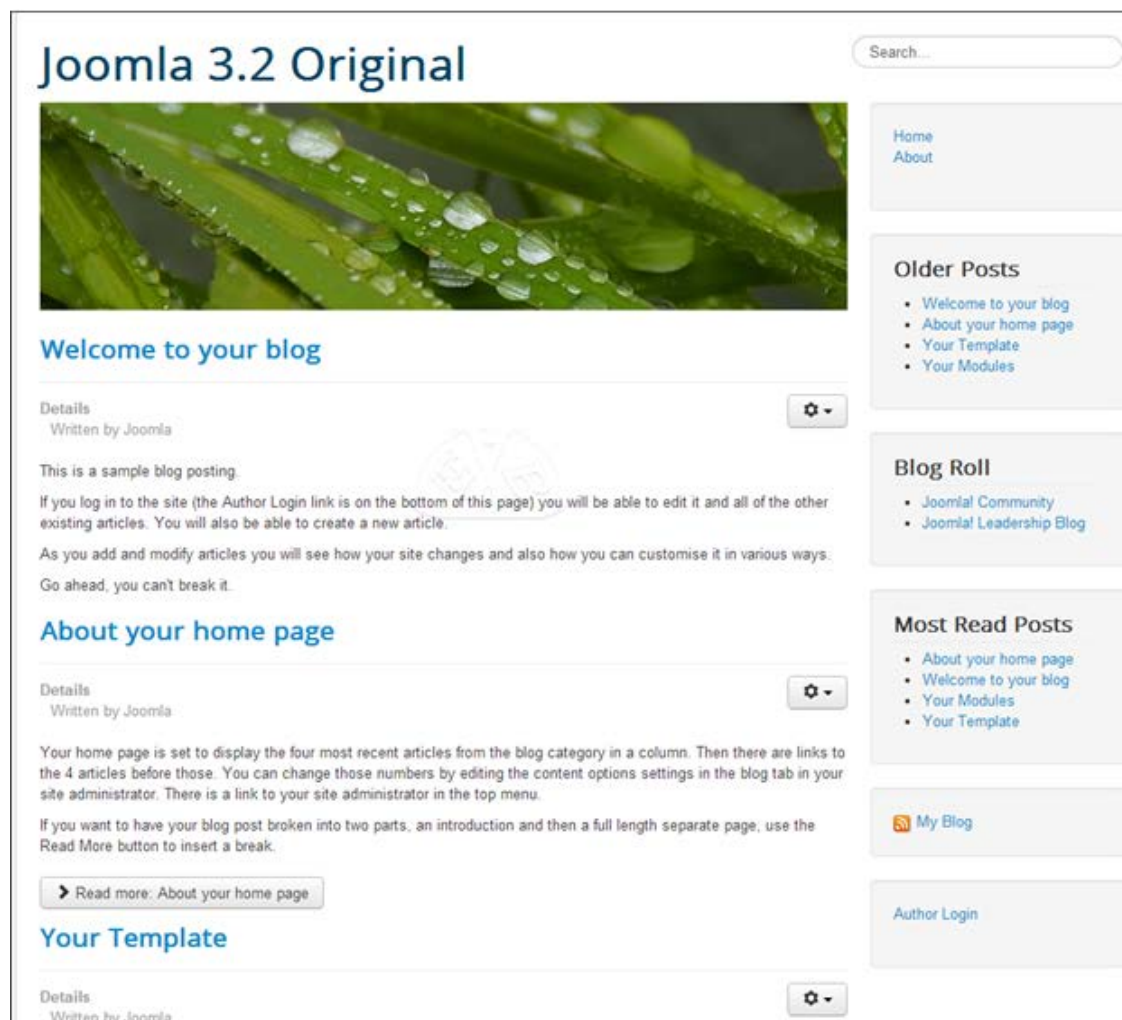 Joomla 3.2 Original
Search...
Home
About
Older Posts
Welcome to your blog
About your home page
Your Template
Your Modules
Blog Roll
Joomla! Community
Joomla! Leadership Blog
Most Read Posts
About your home page
Welcome to your blog
Your Modules
Your Template
My Blog
Author Login
Welcome to your blog
Details
Written by Joomla
This is a sample blog posting.
If you log in to the site (the Author Login link is on the bottom of this page) you will be able to edit it and all of the other
existing articles. You will also be able to create a new article.
As you add and modify articles you will see how your site changes and also how you can customise it in various ways.
Go ahead, you can't break it.
About your home page
Details
Written by Joomla
Your home page is set to display the four most recent articles from the blog category in a column. Then there are links to
the 4 articles before those. You can change those numbers by editing the content options settings in the blog tab in your
site administrator. There is a link to your site administrator in the top menu.
If you want to have your blog post broken into two parts, an introduction and then a full length separate page, use the
Read More button to insert a break.
Read more: About your home page
Your Template
Details
Written by Joomla